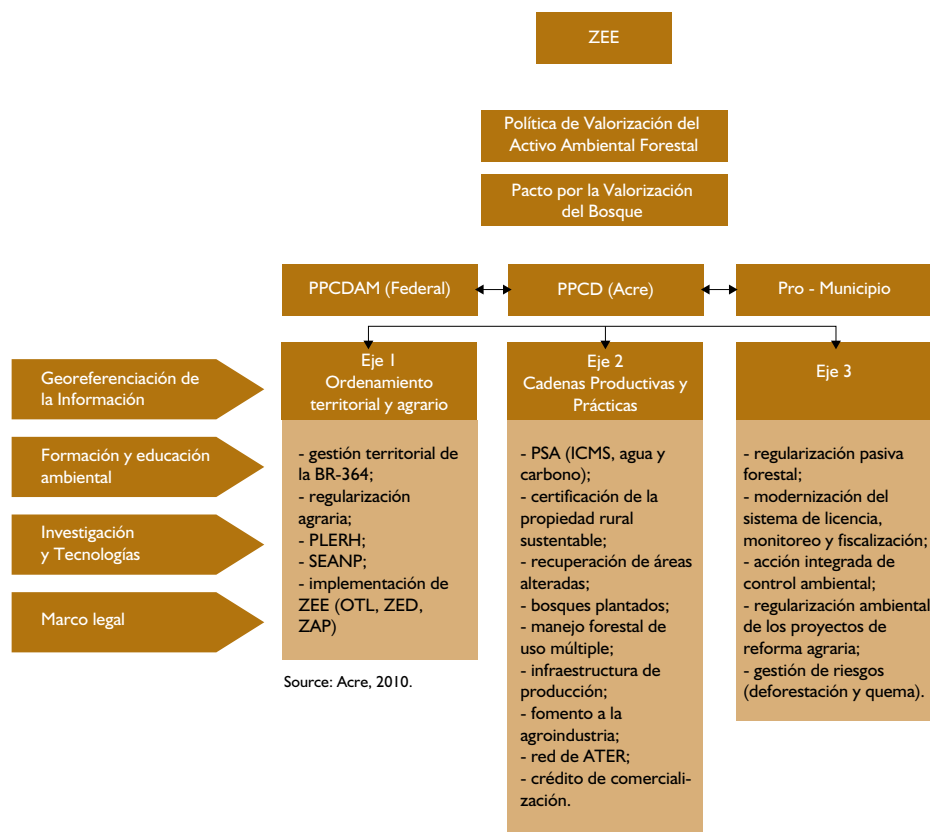 ZEE
Política de Valorización del
Activo Ambiental Forestal
Pacto por la Valorización
del Bosque
PPCDAM (Federal)
PPCD (Acre)
Pro - Municipio
Georeferenciación de
la Información
Formación y educación
ambiental
Investigación
y Tecnologías
Marco legal
Eje 1
Ordenamiento
territorial y agrario
- gestión territorial de
la BR-364;
- regularización
agraria;
- PLERH;
- SEANP;
- implementación de
ZEE (OTL, ZED,
ZAP)
Source: Acre, 2010.
Eje 2
Cadenas Productivas y
Prácticas
- PSA (ICMS, agua y
carbono);
- certificación de la
propiedad rural
sustentable;
- recuperación de áreas
alteradas;
- bosques plantados;
- manejo forestal de
uso múltiple;
- infraestructura de
producción;
- fomento a la
agroindustria;
- red de ATER;
- crédito de comerciali-
zación.
Eje 3
- regularización pasiva
forestal;
- modernización del
sistema de licencia,
monitoreo y fiscalización;
- acción integrada de
control ambiental;
- regularización ambiental
de los proyectos de
reforma agraria;
- gestión de riesgos
(deforestación y quema).